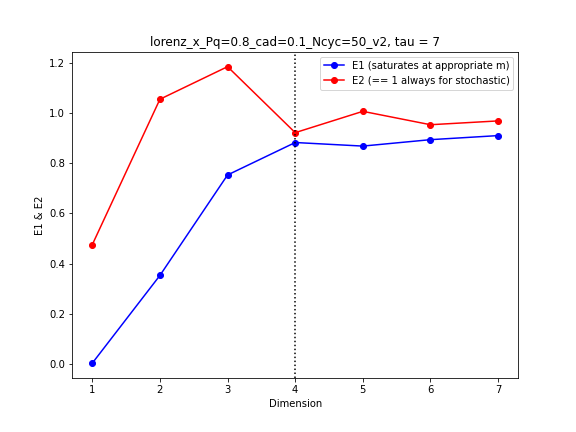 lorenz_x_Pq=0.8_cad=0.1_Ncyc=50_v2, tau = 7
E1 (saturates at appropriate m)
E2 (== 1 always for stochastic)
E1 & E2
1.2
1.0
0.8
0.6
0.4
0.2
0.0
1 2 3 4 5 6 7
Dimension